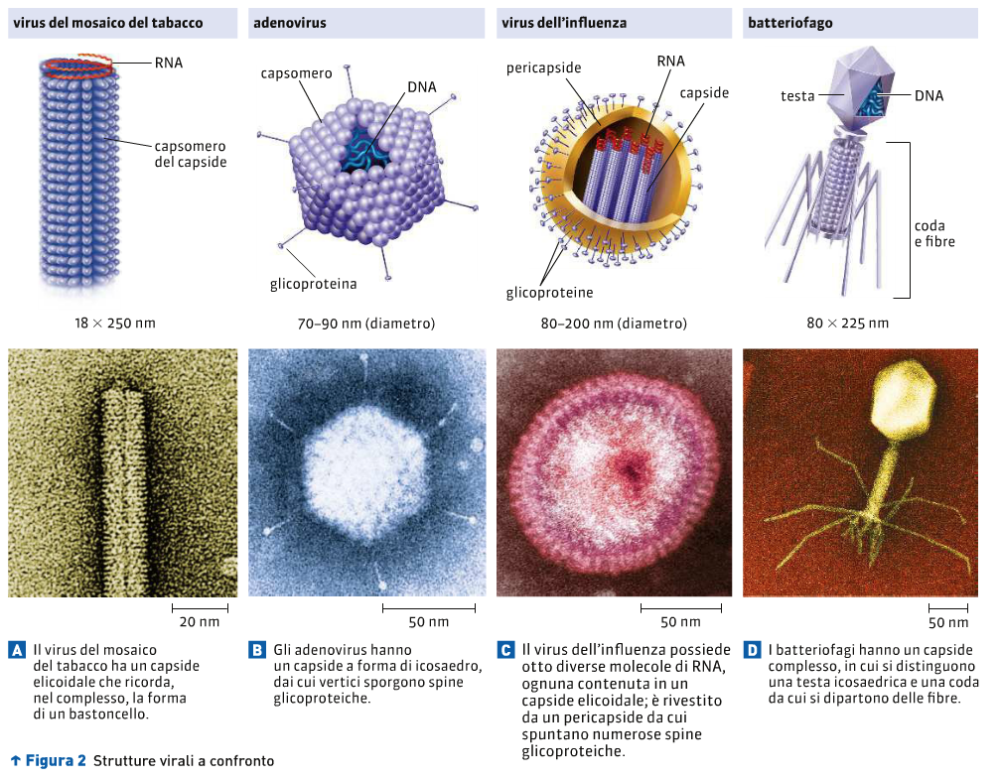 virus del mosaico del tabacco
RNA
capsomero
del capside
18 × 250 nm
20 nm
A Il virus del mosaico
del tabacco ha un capside
elicoidale che ricorda,
nel complesso, la forma
di un bastoncello.
adenovirus
capsomero
DNA
glicoproteina
70–90 nm (diametro)
50 nm
B Gli adenovirus hanno
un capside a forma di icosaedro,
dai cui vertici sporgono spine
glicoproteiche.
virus dell'influenza
pericapside
RNA
capside
glicoproteine
80–200 nm (diametro)
50 nm
C Il virus dell'influenza possiede
otto diverse molecole di RNA,
ognuna contenuta in un
capside elicoidale; è rivestito
da un pericapside da cui
spuntano numerose spine
glicoproteiche.
batteriofago
testa
DNA
coda
e fibre
80 × 225 nm
50 nm
D I batteriofagi hanno un capside
complesso, in cui si distinguono
una testa icosaedrica e una coda
da cui si dipartono delle fibre.
↑ Figura 2 Strutture virali a confronto